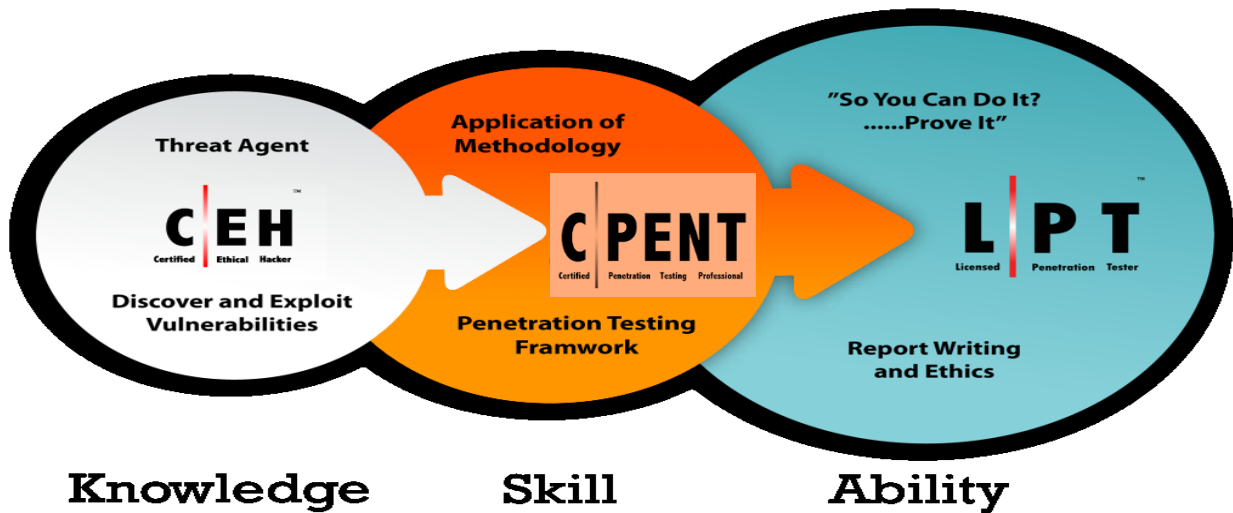 Threat Agent
C EH ™
Certified Ethical Hacker
Discover and Exploit
Vulnerabilities
Application of
Methodology
C PENT
Certified Penetration Testing Professional
Penetration Testing
Framwork
"So You Can Do It?
......Prove It"
L P T ™
Licensed Penetration Tester
Report Writing
and Ethics
Knowledge
Skill
Ability